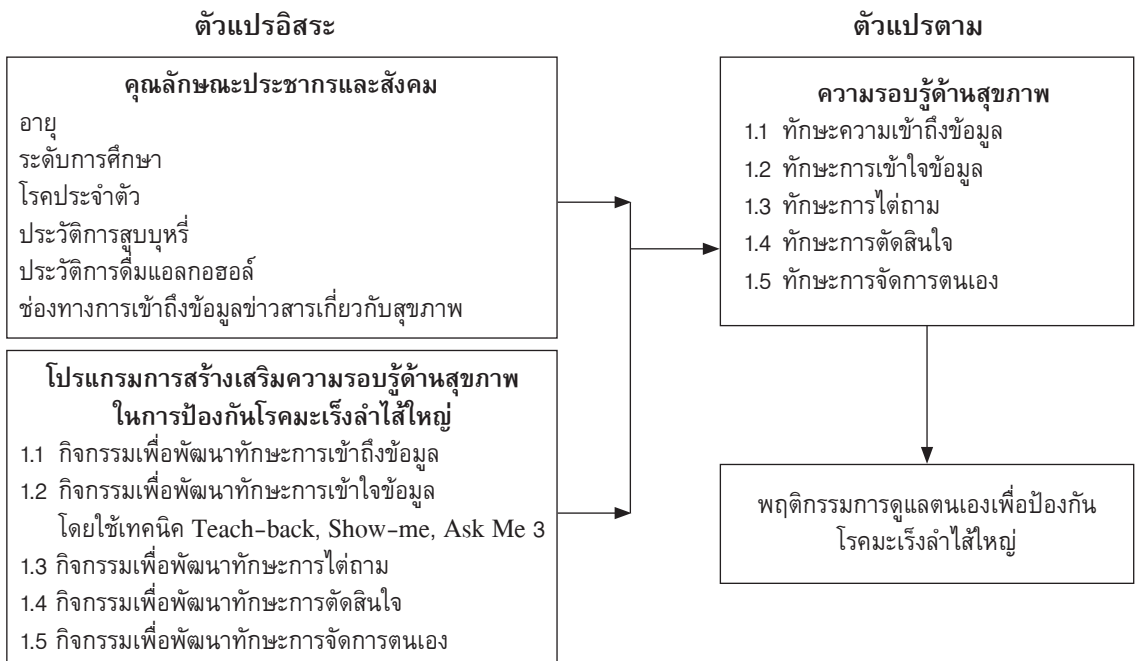 ตัวแปรอิสระ
คุณลักษณะประชากรและสังคม
อายุ
ระดับการศึกษา
โรคประจำตัว
ประวัติการสูบบุหรี่
ประวัติการดื่มแอลกอฮอล์
ช่องทางการเข้าถึงข้อมูลข่าวสารเกี่ยวกับสุขภาพ
โปรแกรมการสร้างเสริมความรอบรู้ด้านสุขภาพ
ในการป้องกันโรคมะเร็งลำไส้ใหญ่
1.1 กิจกรรมเพื่อพัฒนาทักษะการเข้าถึงข้อมูล
1.2 กิจกรรมเพื่อพัฒนาทักษะการเข้าใจข้อมูล
โดยใช้เทคนิค Teach-back, Show-me, Ask Me 3
1.3 กิจกรรมเพื่อพัฒนาทักษะการไต่ถาม
1.4 กิจกรรมเพื่อพัฒนาทักษะการตัดสินใจ
1.5 กิจกรรมเพื่อพัฒนาทักษะการจัดการตนเอง
ตัวแปรตาม
ความรอบรู้ด้านสุขภาพ
1.1 ทักษะความเข้าถึงข้อมูล
1.2 ทักษะการเข้าใจข้อมูล
1.3 ทักษะการไต่ถาม
1.4 ทักษะการตัดสินใจ
1.5 ทักษะการจัดการตนเอง
พฤติกรรมการดูแลตนเองเพื่อป้องกัน
โรคมะเร็งลำไส้ใหญ่